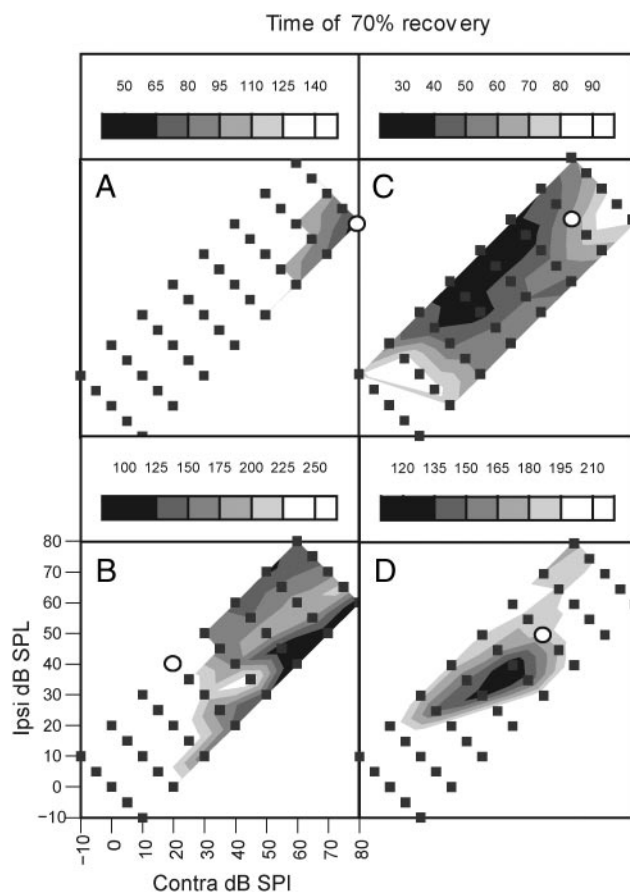 Time of 70% recovery
50 65 80 95 110 125 140
30 40 50 60 70 80 90
A
C
100 125 150 175 200 225 250
120 135 150 165 180 195 210
80
B
D
70
60
50
40
30
20
10
0
−10
Ipsi dB SPL
−10 0 10 20 30 40 50 60 70 80
Contra dB SPI